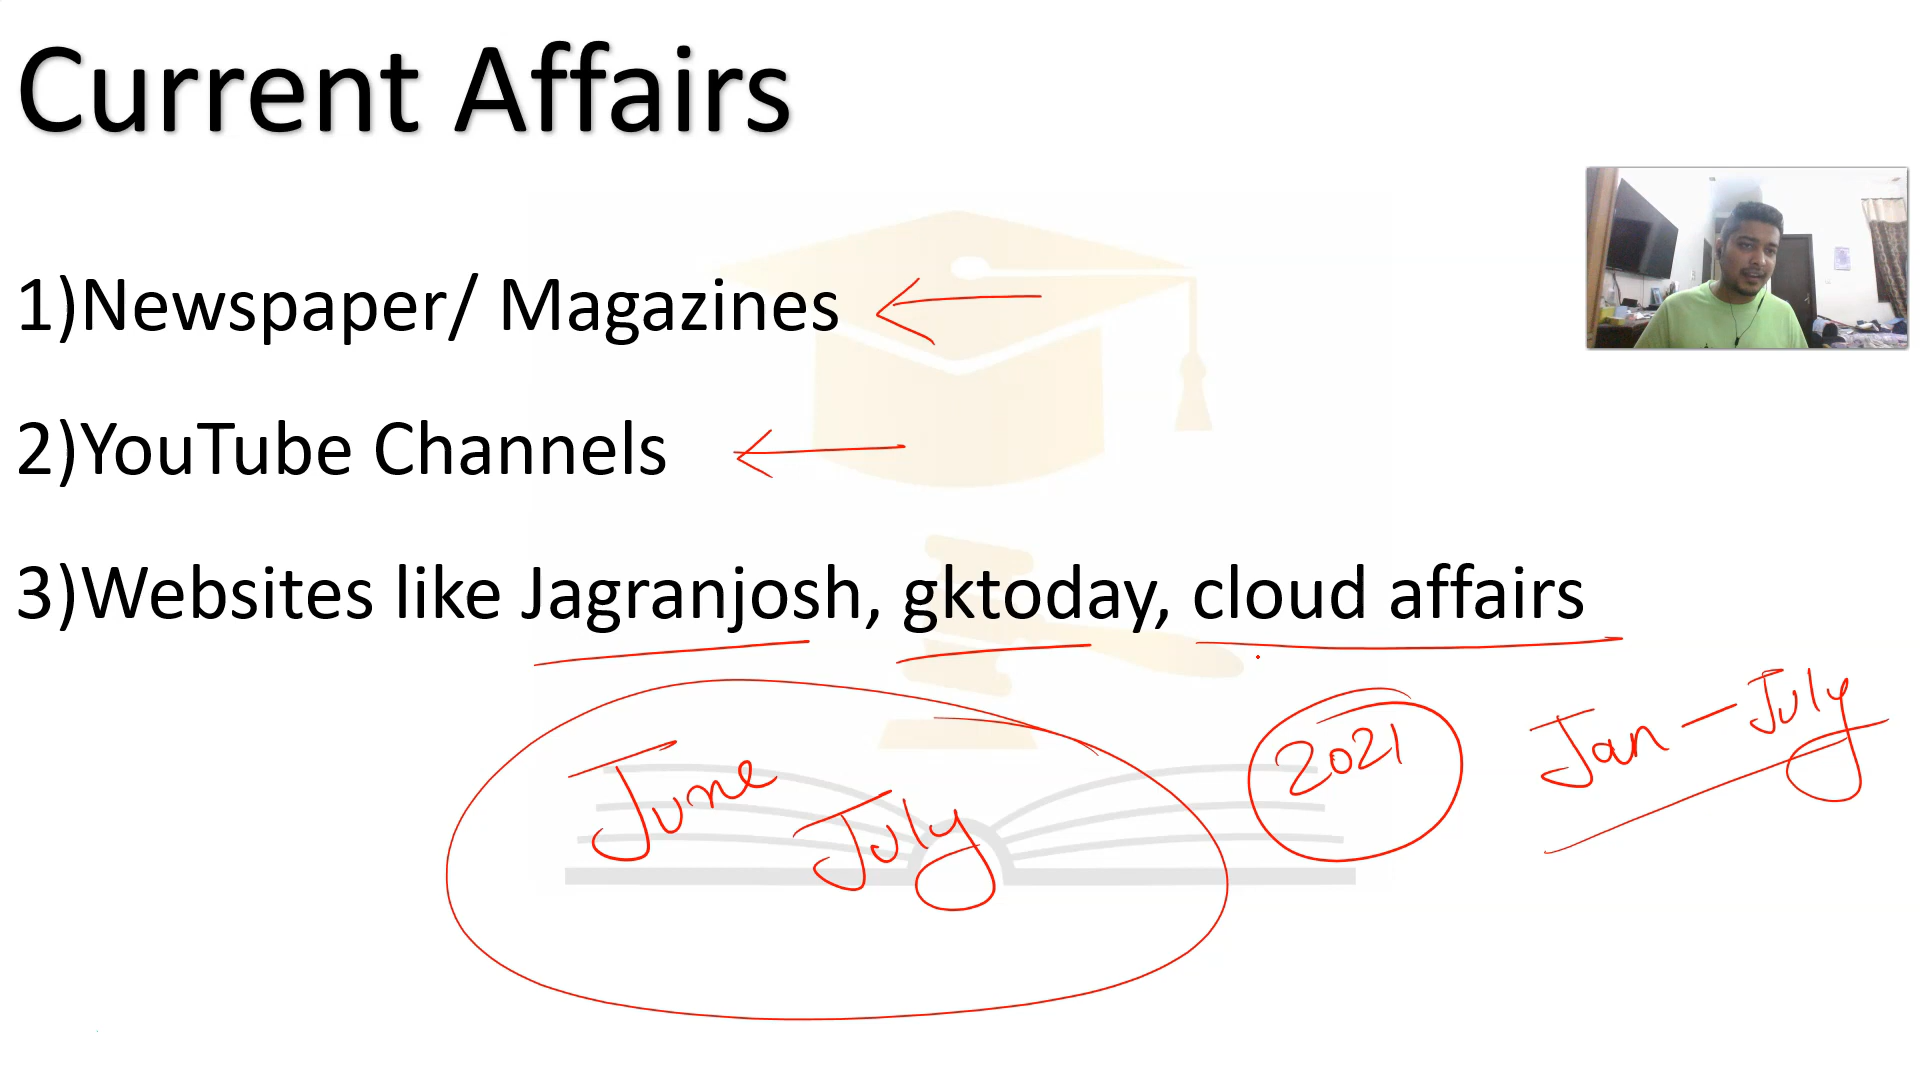 Current Affairs
1)Newspaper/ Magazines
2)YouTube Channels
3)Websites like Jagranjosh, gktoday, cloud affairs
June
July
2021
Jan - July